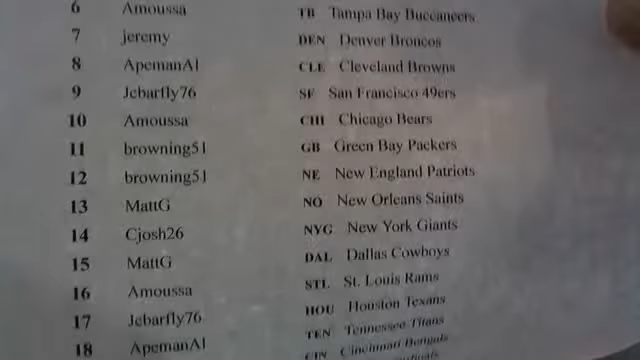 6 Amoussa TB Tampa Bay Buccaneers
7 jeremy DEN Denver Broncos
8 ApemanAl CLE Cleveland Browns
9 Jcbarfly76 SF San Francisco 49ers
10 Amoussa CHI Chicago Bears
11 browning51 GB Green Bay Packers
12 browning51 NE New England Patriots
13 MattG NO New Orleans Saints
14 Cjosh26 NYG New York Giants
15 MattG DAL Dallas Cowboys
16 Amoussa STL St. Louis Rams
17 Jcbarfly76 HOU Houston Texans
18 ApemanAl TEN Tennessee Titans
CIN Cincinnati Bengals